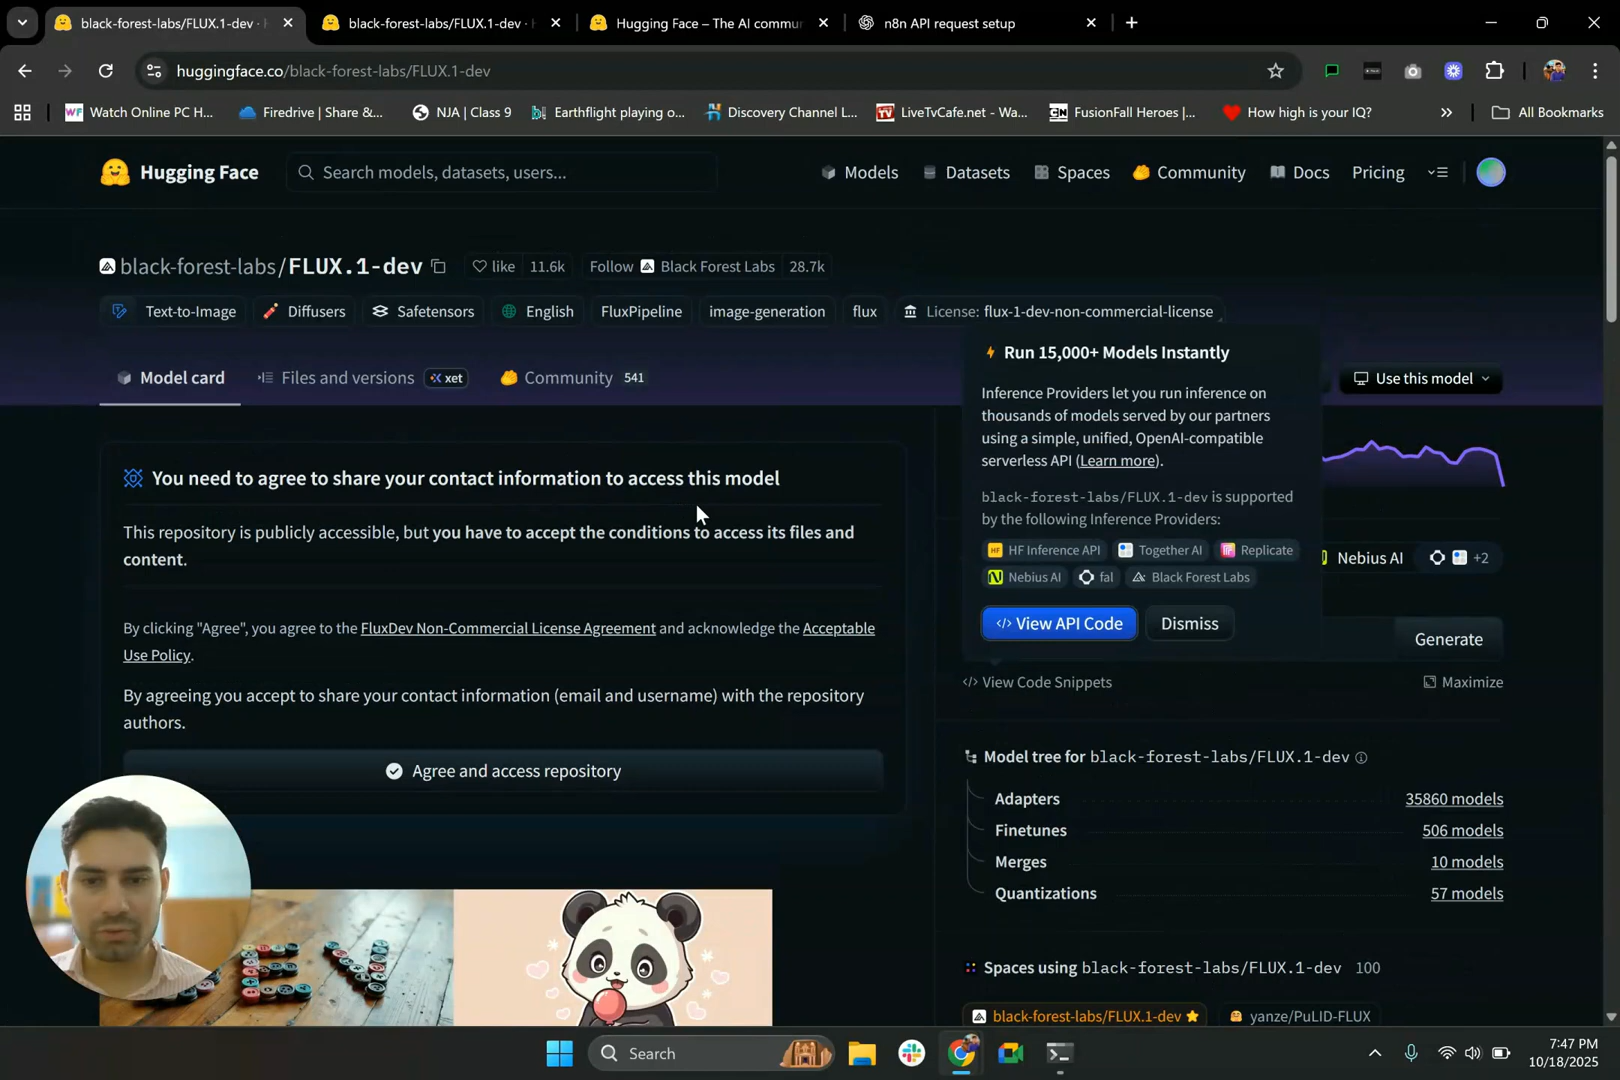 black-forest-labs/FLUX.1-dev ·
black-forest-labs/FLUX.1-dev ·
Hugging Face – The AI commu
n8n API request setup
huggingface.co/black-forest-labs/FLUX.1-dev
Watch Online PC H...
Firedrive | Share &...
NJA | Class 9
Earthflight playing o...
Discovery Channel L...
LiveTvCafe.net - Wa...
FusionFall Heroes |...
How high is your IQ?
»
All Bookmarks
Hugging Face
Search models, datasets, users...
Models
Datasets
Spaces
Community
Docs
Pricing
black-forest-labs/FLUX.1-dev
like 11.6k
Follow Black Forest Labs 28.7k
Text-to-Image
Diffusers
Safetensors
English
FluxPipeline
image-generation
flux
License: flux-1-dev-non-commercial-license
Model card
Files and versions
xet
Community 541
Use this model
Run 15,000+ Models Instantly
Inference Providers let you run inference on
thousands of models served by our partners
using a simple, unified, OpenAI-compatible
serverless API (Learn more).
black-forest-labs/FLUX.1-dev is supported
by the following Inference Providers:
HF Inference API
Together AI
Replicate
Nebius AI
fal
Black Forest Labs
View API Code
Dismiss
Nebius AI
+2
Generate
View Code Snippets
Maximize
You need to agree to share your contact information to access this model
This repository is publicly accessible, but you have to accept the conditions to access its files and
content.
By clicking "Agree", you agree to the FluxDev Non-Commercial License Agreement and acknowledge the Acceptable
Use Policy.
By agreeing you accept to share your contact information (email and username) with the repository
authors.
Agree and access repository
Model tree for black-forest-labs/FLUX.1-dev
Adapters 35860 models
Finetunes 506 models
Merges 10 models
Quantizations 57 models
Spaces using black-forest-labs/FLUX.1-dev 100
black-forest-labs/FLUX.1-dev
yanze/PuLID-FLUX
Search
7:47 PM
10/18/2025